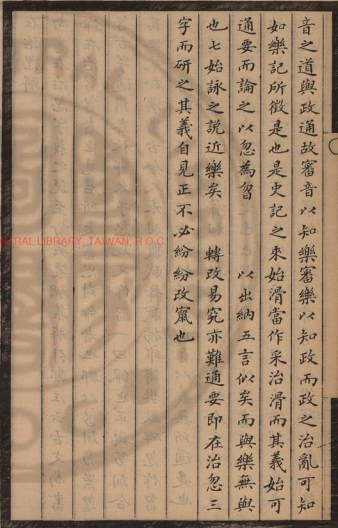 音之道與政通故審音以知樂審樂以知政而政之治亂可知
如樂記所徵是也是史記之來始滑當作采治滑而其義始可
通要而論之以忽為曶 以出納五言似矣而與樂無與
也七始詠之說近樂矣 轉改易究亦難通要即在治忽三
字而研之其義自見正不必紛紛改竄也
RAL LIBRARY, TAIWAN, R.O.C.